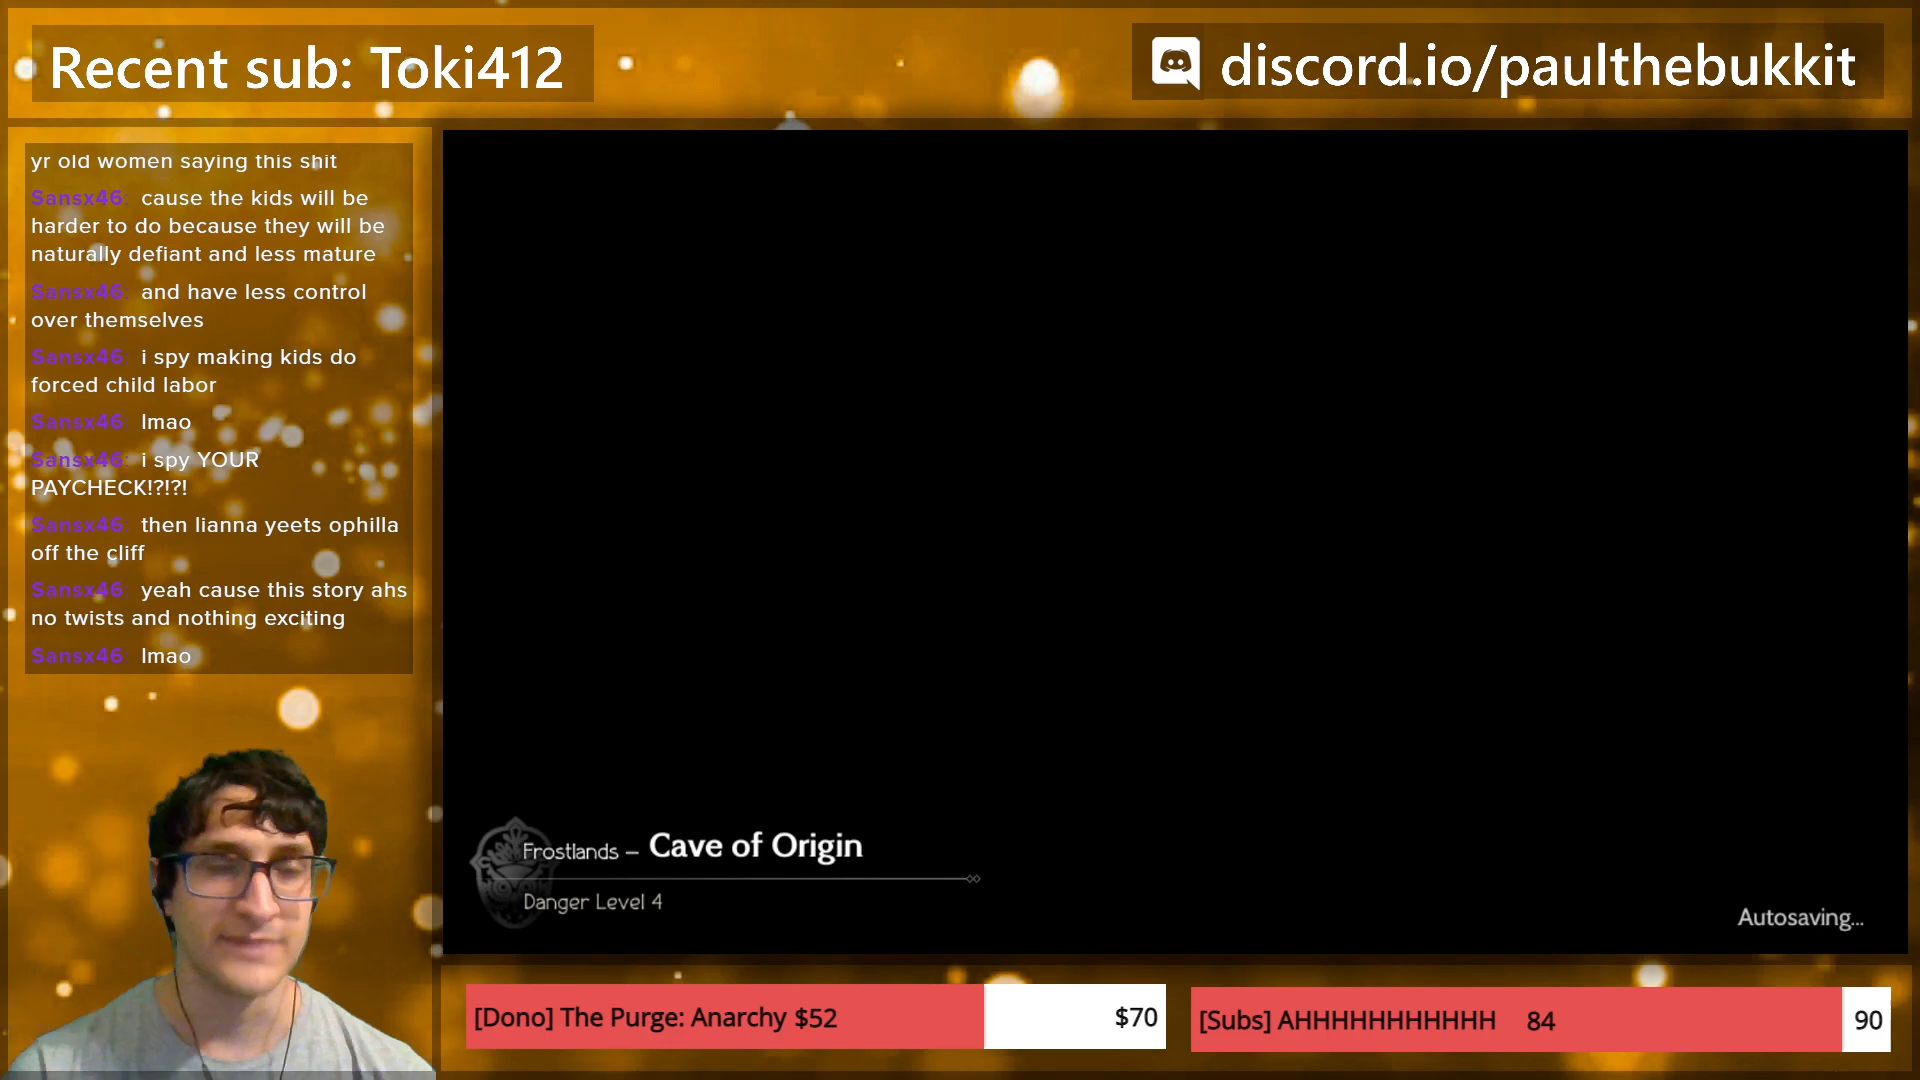 Recent sub: Toki412
discord.io/paulthebukkit
yr old women saying this shit
Sansx46: cause the kids will be
harder to do because they will be
naturally defiant and less mature
Sansx46: and have less control
over themselves
Sansx46: i spy making kids do
forced child labor
Sansx46: lmao
Sansx46: i spy YOUR
PAYCHECK!?!?!
Sansx46: then lianna yeets ophilla
off the cliff
Sansx46: yeah cause this story ahs
no twists and nothing exciting
Sansx46: lmao
Frostlands – Cave of Origin
Danger Level 4
Autosaving...
[Dono] The Purge: Anarchy $52 $70
[Subs] AHHHHHHHHHHH 84 90